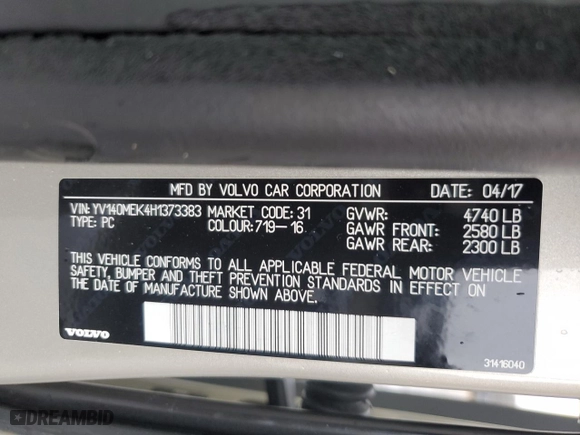 MFD BY VOLVO CAR CORPORATION DATE: 04/17
VIN: YV140MEK4H1373383 MARKET CODE: 31 GVWR: 4740 LB
TYPE: PC COLOUR: 719-16 GAWR FRONT: 2580 LB
GAWR REAR: 2300 LB
THIS VEHICLE CONFORMS TO ALL APPLICABLE FEDERAL MOTOR VEHICLE
SAFETY, BUMPER AND THEFT PREVENTION STANDARDS IN EFFECT ON
THE DATE OF MANUFACTURE SHOWN ABOVE.
VOLVO
31416040
DREAMBID